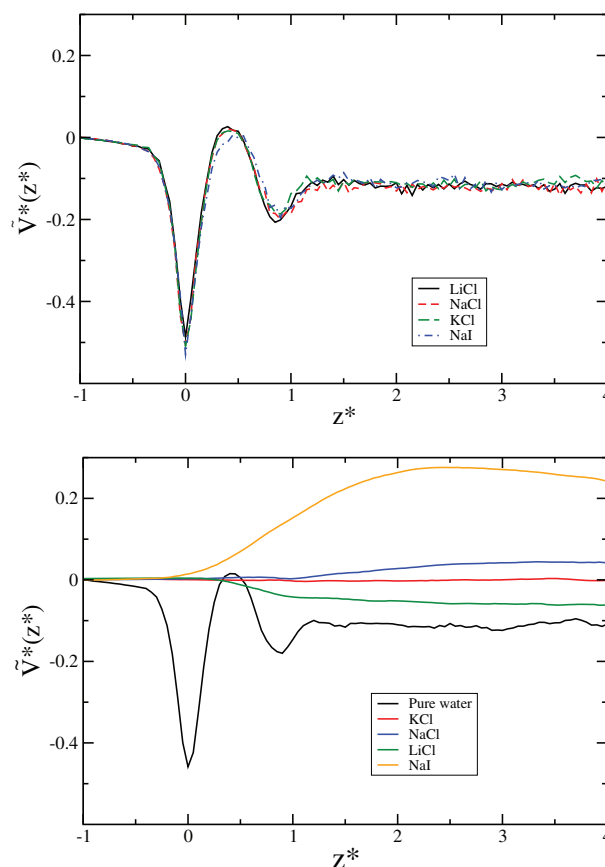 0.2
0
-0.2
-0.4
Ṽ*(z*)
LiCl
NaCl
KCl
NaI
-1 0 1 2 3 4
z*
0.2
0
-0.2
-0.4
Ṽ*(z*)
Pure water
KCl
NaCl
LiCl
NaI
-1 0 1 2 3 4
z*